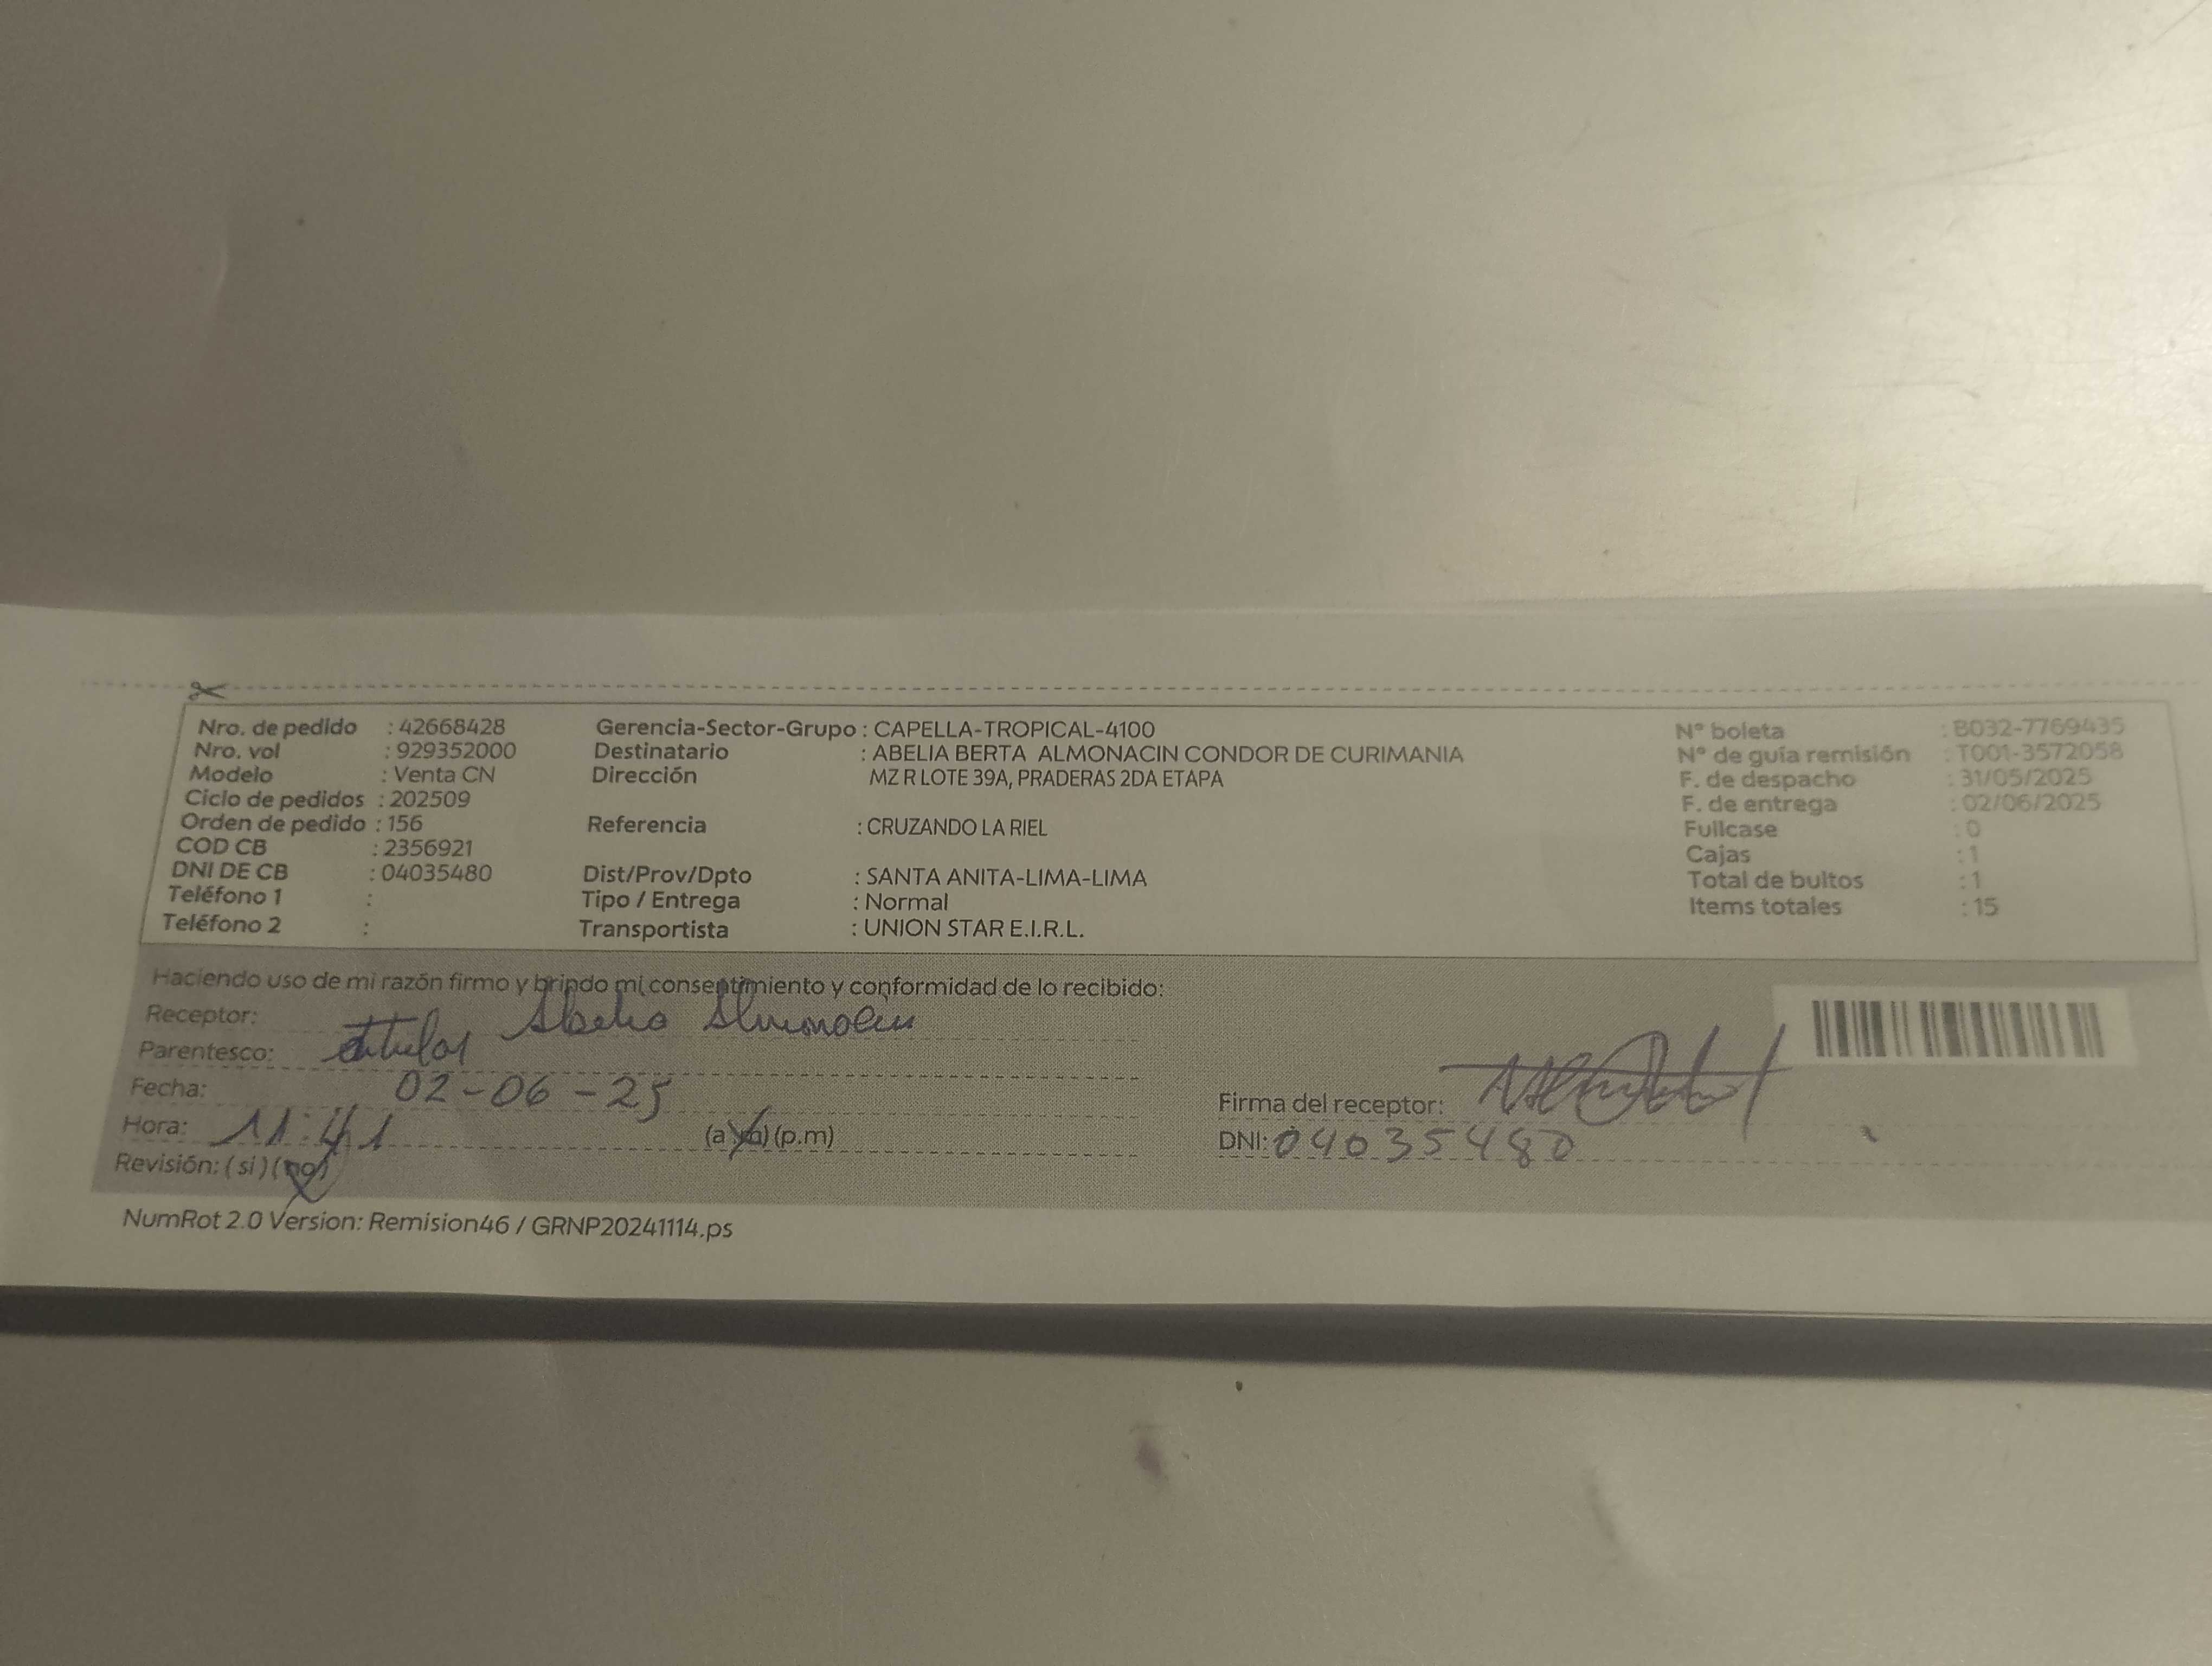 Nro. de pedido : 42668428 Gerencia-Sector-Grupo : CAPELLA-TROPICAL-4100 N° boleta : B032-7769435
Nro. vol : 929352000 Destinatario : ABELIA BERTA ALMONACIN CONDOR DE CURIMANIA N° de guía remisión : T001-3572058
Modelo : Venta CN Dirección MZ R LOTE 39A, PRADERAS 2DA ETAPA F. de despacho : 31/05/2025
Ciclo de pedidos : 202509 F. de entrega : 02/06/2025
Orden de pedido : 156 Referencia : CRUZANDO LA RIEL Fullcase : 0
COD CB : 2356921 Cajas : 1
DNI DE CB : 04035480 Dist/Prov/Dpto : SANTA ANITA-LIMA-LIMA Total de bultos : 1
Teléfono 1 : Tipo / Entrega : Normal Items totales : 15
Teléfono 2 : Transportista : UNION STAR E.I.R.L.
Haciendo uso de mi razón firmo y brindo mi consentimiento y conformidad de lo recibido:
Receptor: Abelia Almonacin
Parentesco: titular
Fecha: 02-06-25 Firma del receptor:
Hora: 11:41 (a.m) (p.m) DNI: 04035480
Revisión: (si) (no)
NumRot 2.0 Version: Remision46 / GRNP20241114.ps